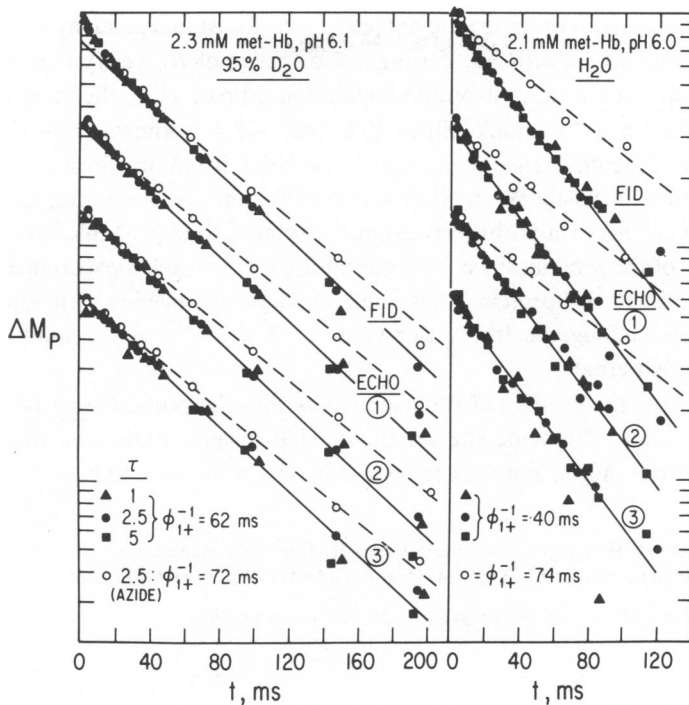 2.3 mM met-Hb, pH 6.1
95% D2O
2.1 mM met-Hb, pH 6.0
H2O
ΔMp
FID
ECHO
①
②
③
FID
ECHO
①
②
③
τ
1
2.5 } ϕ1+⁻¹ = 62 ms
5
2.5: ϕ1+⁻¹ = 72 ms
(AZIDE)
} ϕ1+⁻¹ = 40 ms
ϕ1+⁻¹ = 74 ms
0 40 80 120 160 200
0 40 80 120
t, ms
t, ms